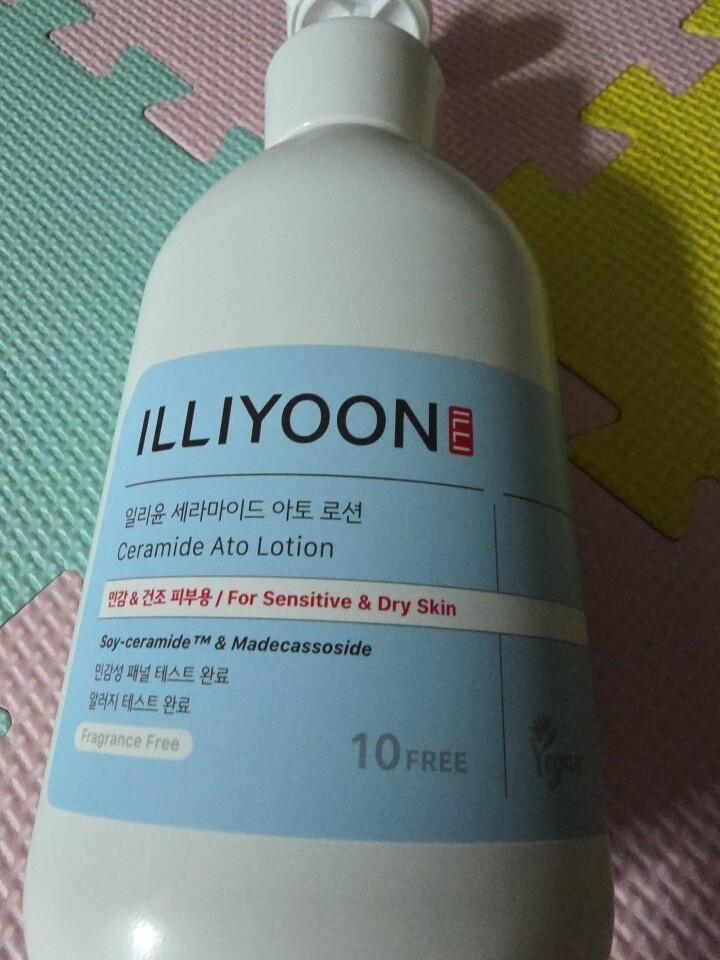 ILLIYOON ILLI
일리윤 세라마이드 아토 로션
Ceramide Ato Lotion
민감 & 건조 피부용 / For Sensitive & Dry Skin
Soy-ceramide™ & Madecassoside
민감성 패널 테스트 완료
알러지 테스트 완료
Fragrance Free
10 FREE
Vegan